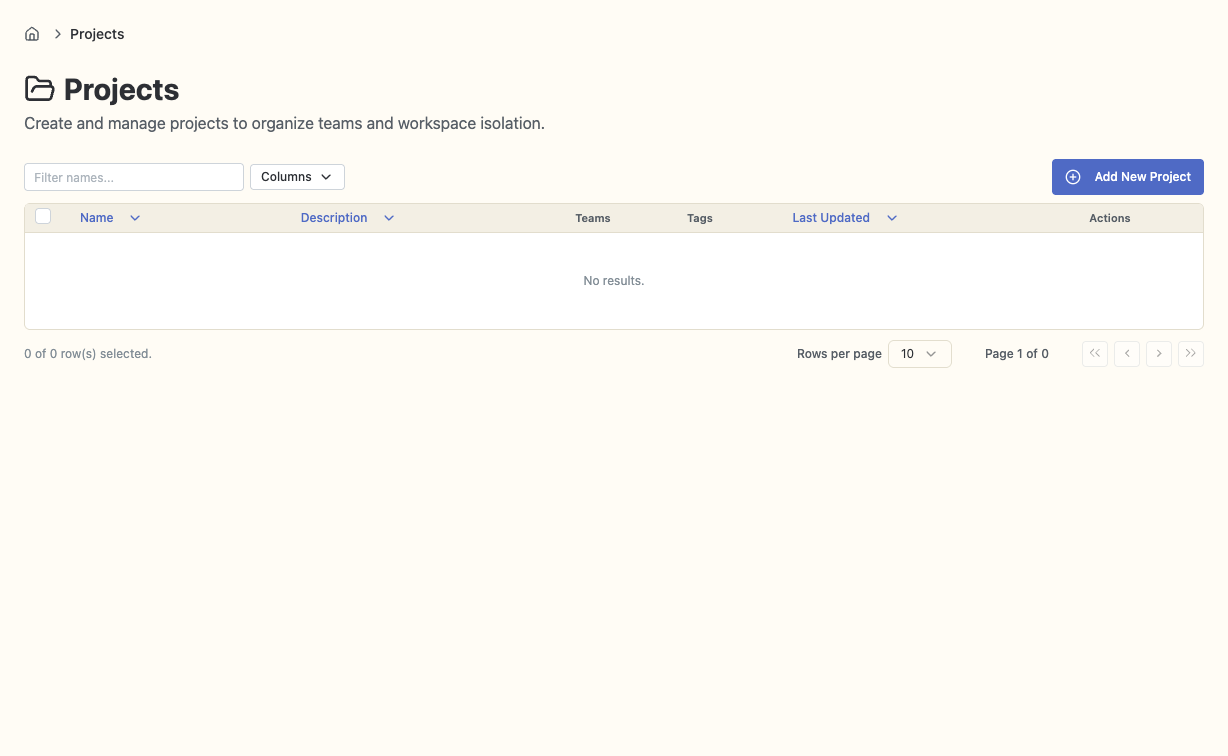 Projects
Projects
Create and manage projects to organize teams and workspace isolation.
Filter names...
Columns
Add New Project
Name
Description
Teams
Tags
Last Updated
Actions
No results.
0 of 0 row(s) selected.
Rows per page
10
Page 1 of 0